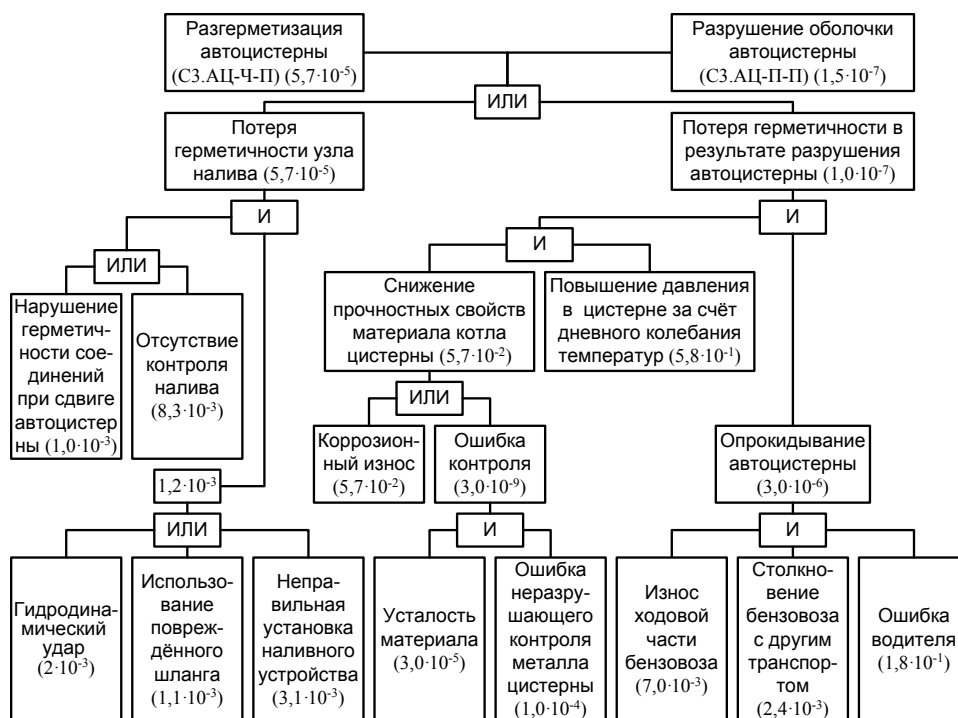 Разгерметизация
автоцистерны
(С3.АЦ-Ч-П) (5,7·10⁻⁵)
Разрушение оболочки
автоцистерны
(С3.АЦ-П-П) (1,5·10⁻⁷)
ИЛИ
Потеря
герметичности узла
налива (5,7·10⁻⁵)
Потеря герметичности в
результате разрушения
автоцистерны (1,0·10⁻⁷)
И
И
И
ИЛИ
Нарушение
герметич-
ности сое-
динений
при сдвиге
автоцистер
ны (1,0·10⁻³)
Отсутствие
контроля
налива
(8,3·10⁻³)
Снижение
прочностных свойств
материала котла
цистерны (5,7·10⁻²)
Повышение давления
в цистерне за счёт
дневного колебания
температур (5,8·10⁻¹)
ИЛИ
Коррозион-
ный износ
(5,7·10⁻²)
Ошибка
контроля
(3,0·10⁻⁹)
Опрокидывание
автоцистерны
(3,0·10⁻⁶)
1,2·10⁻³
ИЛИ
И
И
Гидродина-
мический
удар
(2·10⁻³)
Использо-
вание
повреж-
дённого
шланга
(1,1·10⁻³)
Непра-
вильная
установка
наливного
устройства
(3,1·10⁻³)
Усталость
материала
(3,0·10⁻⁵)
Ошибка
неразру-
шающего
контроля
металла
цистерны
(1,0·10⁻⁴)
Износ
ходовой
части
бензовоза
(7,0·10⁻³)
Столкно-
вение
бензовоза
с другим
транспор-
том
(2,4·10⁻³)
Ошибка
водителя
(1,8·10⁻¹)